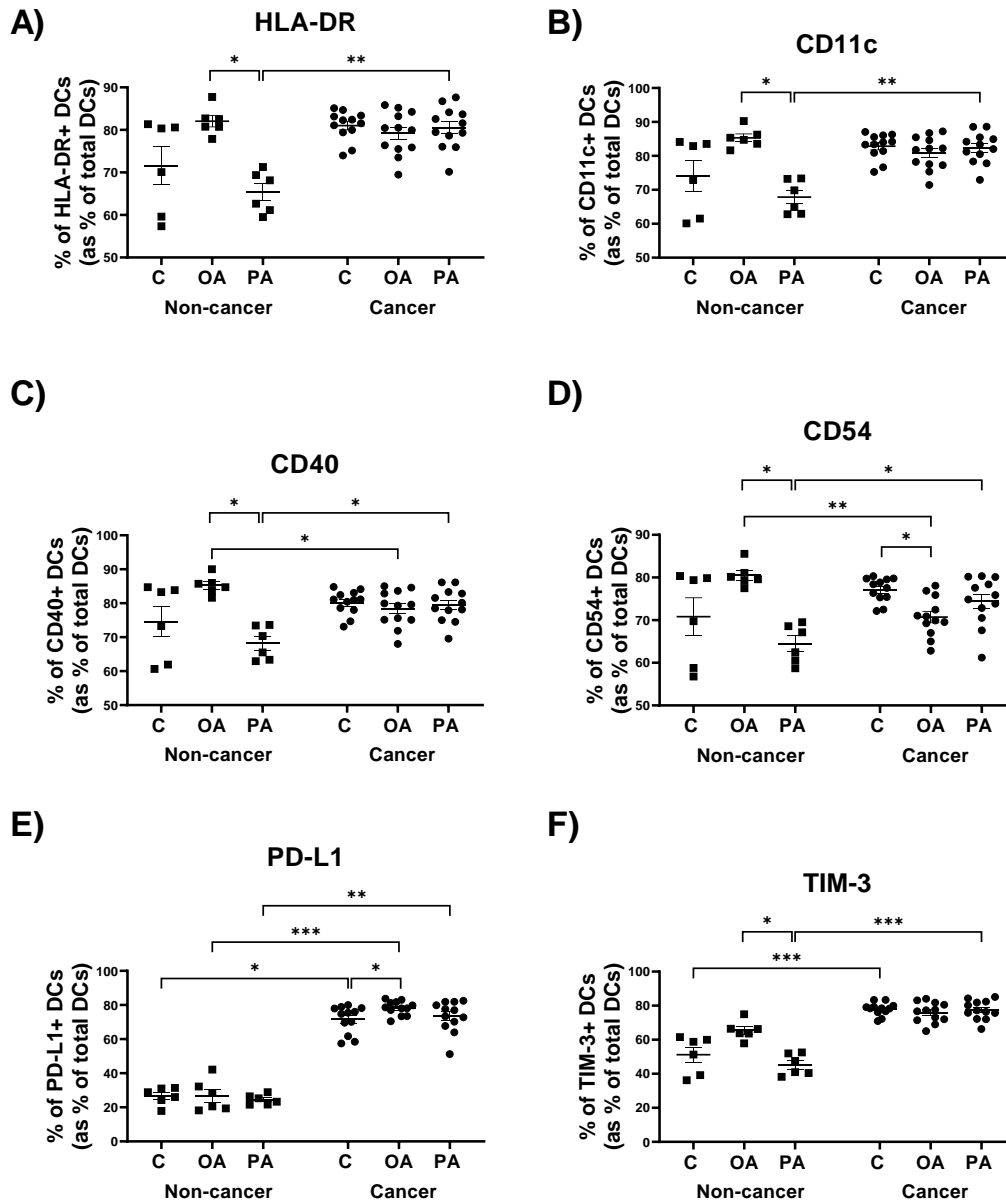 A)
HLA-DR
*
**
% of HLA-DR+ DCs
(as % of total DCs)
100
90
80
70
60
50
C
OA
PA
C
OA
PA
Non-cancer
Cancer
B)
CD11c
*
**
% of CD11c+ DCs
(as % of total DCs)
100
90
80
70
60
50
C
OA
PA
C
OA
PA
Non-cancer
Cancer
C)
CD40
*
*
*
% of CD40+ DCs
(as % of total DCs)
100
90
80
70
60
50
C
OA
PA
C
OA
PA
Non-cancer
Cancer
D)
CD54
*
*
**
*
% of CD54+ DCs
(as % of total DCs)
90
80
70
60
50
C
OA
PA
C
OA
PA
Non-cancer
Cancer
E)
PD-L1
**
***
*
*
% of PD-L1+ DCs
(as % of total DCs)
100
80
60
40
20
0
C
OA
PA
C
OA
PA
Non-cancer
Cancer
F)
TIM-3
*
***
***
% of TIM-3+ DCs
(as % of total DCs)
100
80
60
40
20
0
C
OA
PA
C
OA
PA
Non-cancer
Cancer